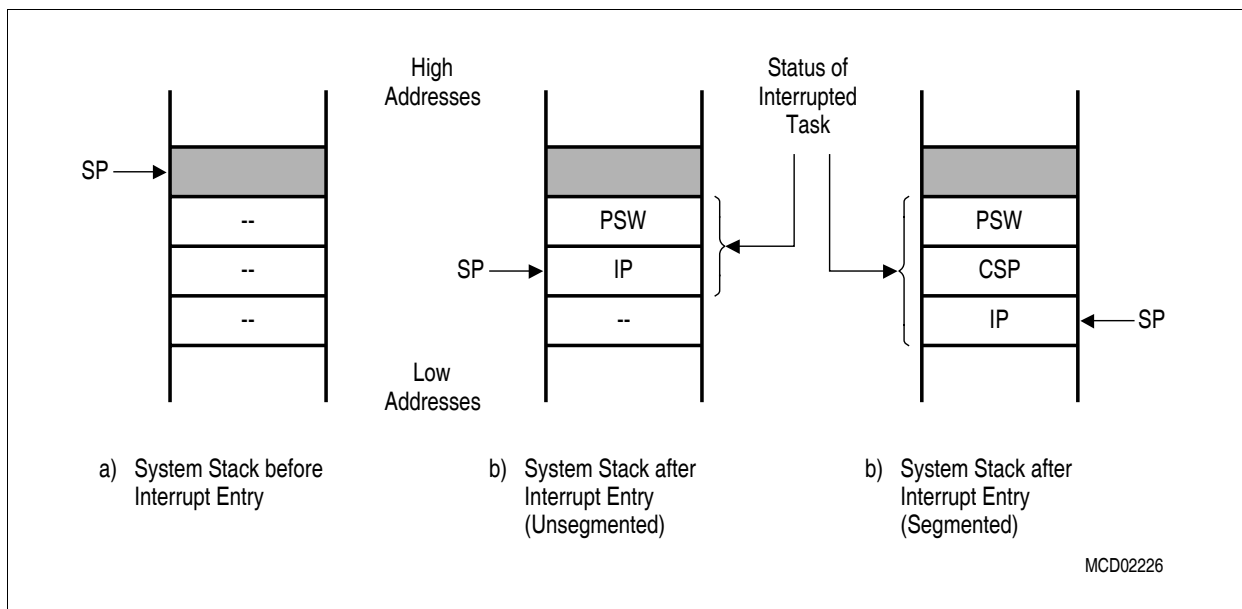 High
Addresses
Status of
Interrupted
Task
SP
--
PSW
PSW
--
SP
IP
CSP
--
--
IP
SP
Low
Addresses
a) System Stack before
Interrupt Entry
b) System Stack after
Interrupt Entry
(Unsegmented)
b) System Stack after
Interrupt Entry
(Segmented)
MCD02226